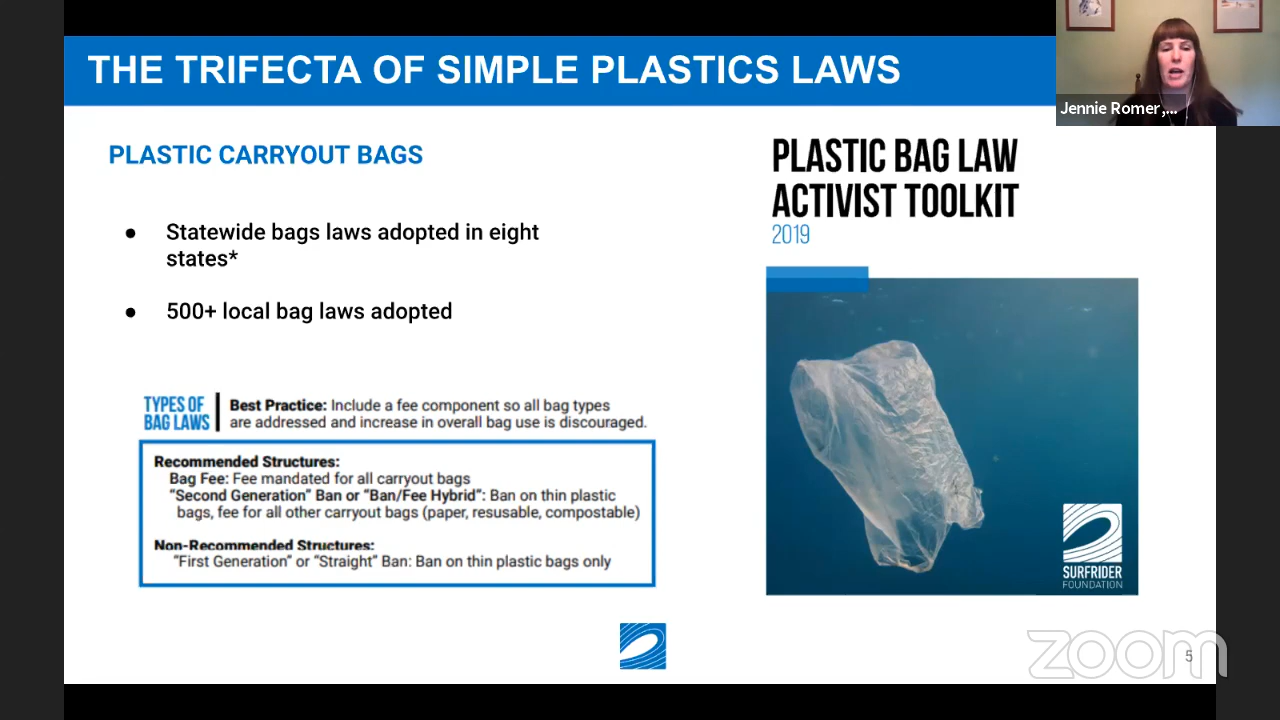 THE TRIFECTA OF SIMPLE PLASTICS LAWS
Jennie Romer,...
PLASTIC CARRYOUT BAGS
● Statewide bags laws adopted in eight
states*
● 500+ local bag laws adopted
TYPES OF
BAG LAWS
Best Practice: Include a fee component so all bag types
are addressed and increase in overall bag use is discouraged.
Recommended Structures:
Bag Fee: Fee mandated for all carryout bags
“Second Generation” Ban or “Ban/Fee Hybrid”: Ban on thin plastic
bags, fee for all other carryout bags (paper, resusable, compostable)
Non-Recommended Structures:
“First Generation” or “Straight” Ban: Ban on thin plastic bags only
PLASTIC BAG LAW
ACTIVIST TOOLKIT
2019
SURFRIDER
FOUNDATION
zoom
5